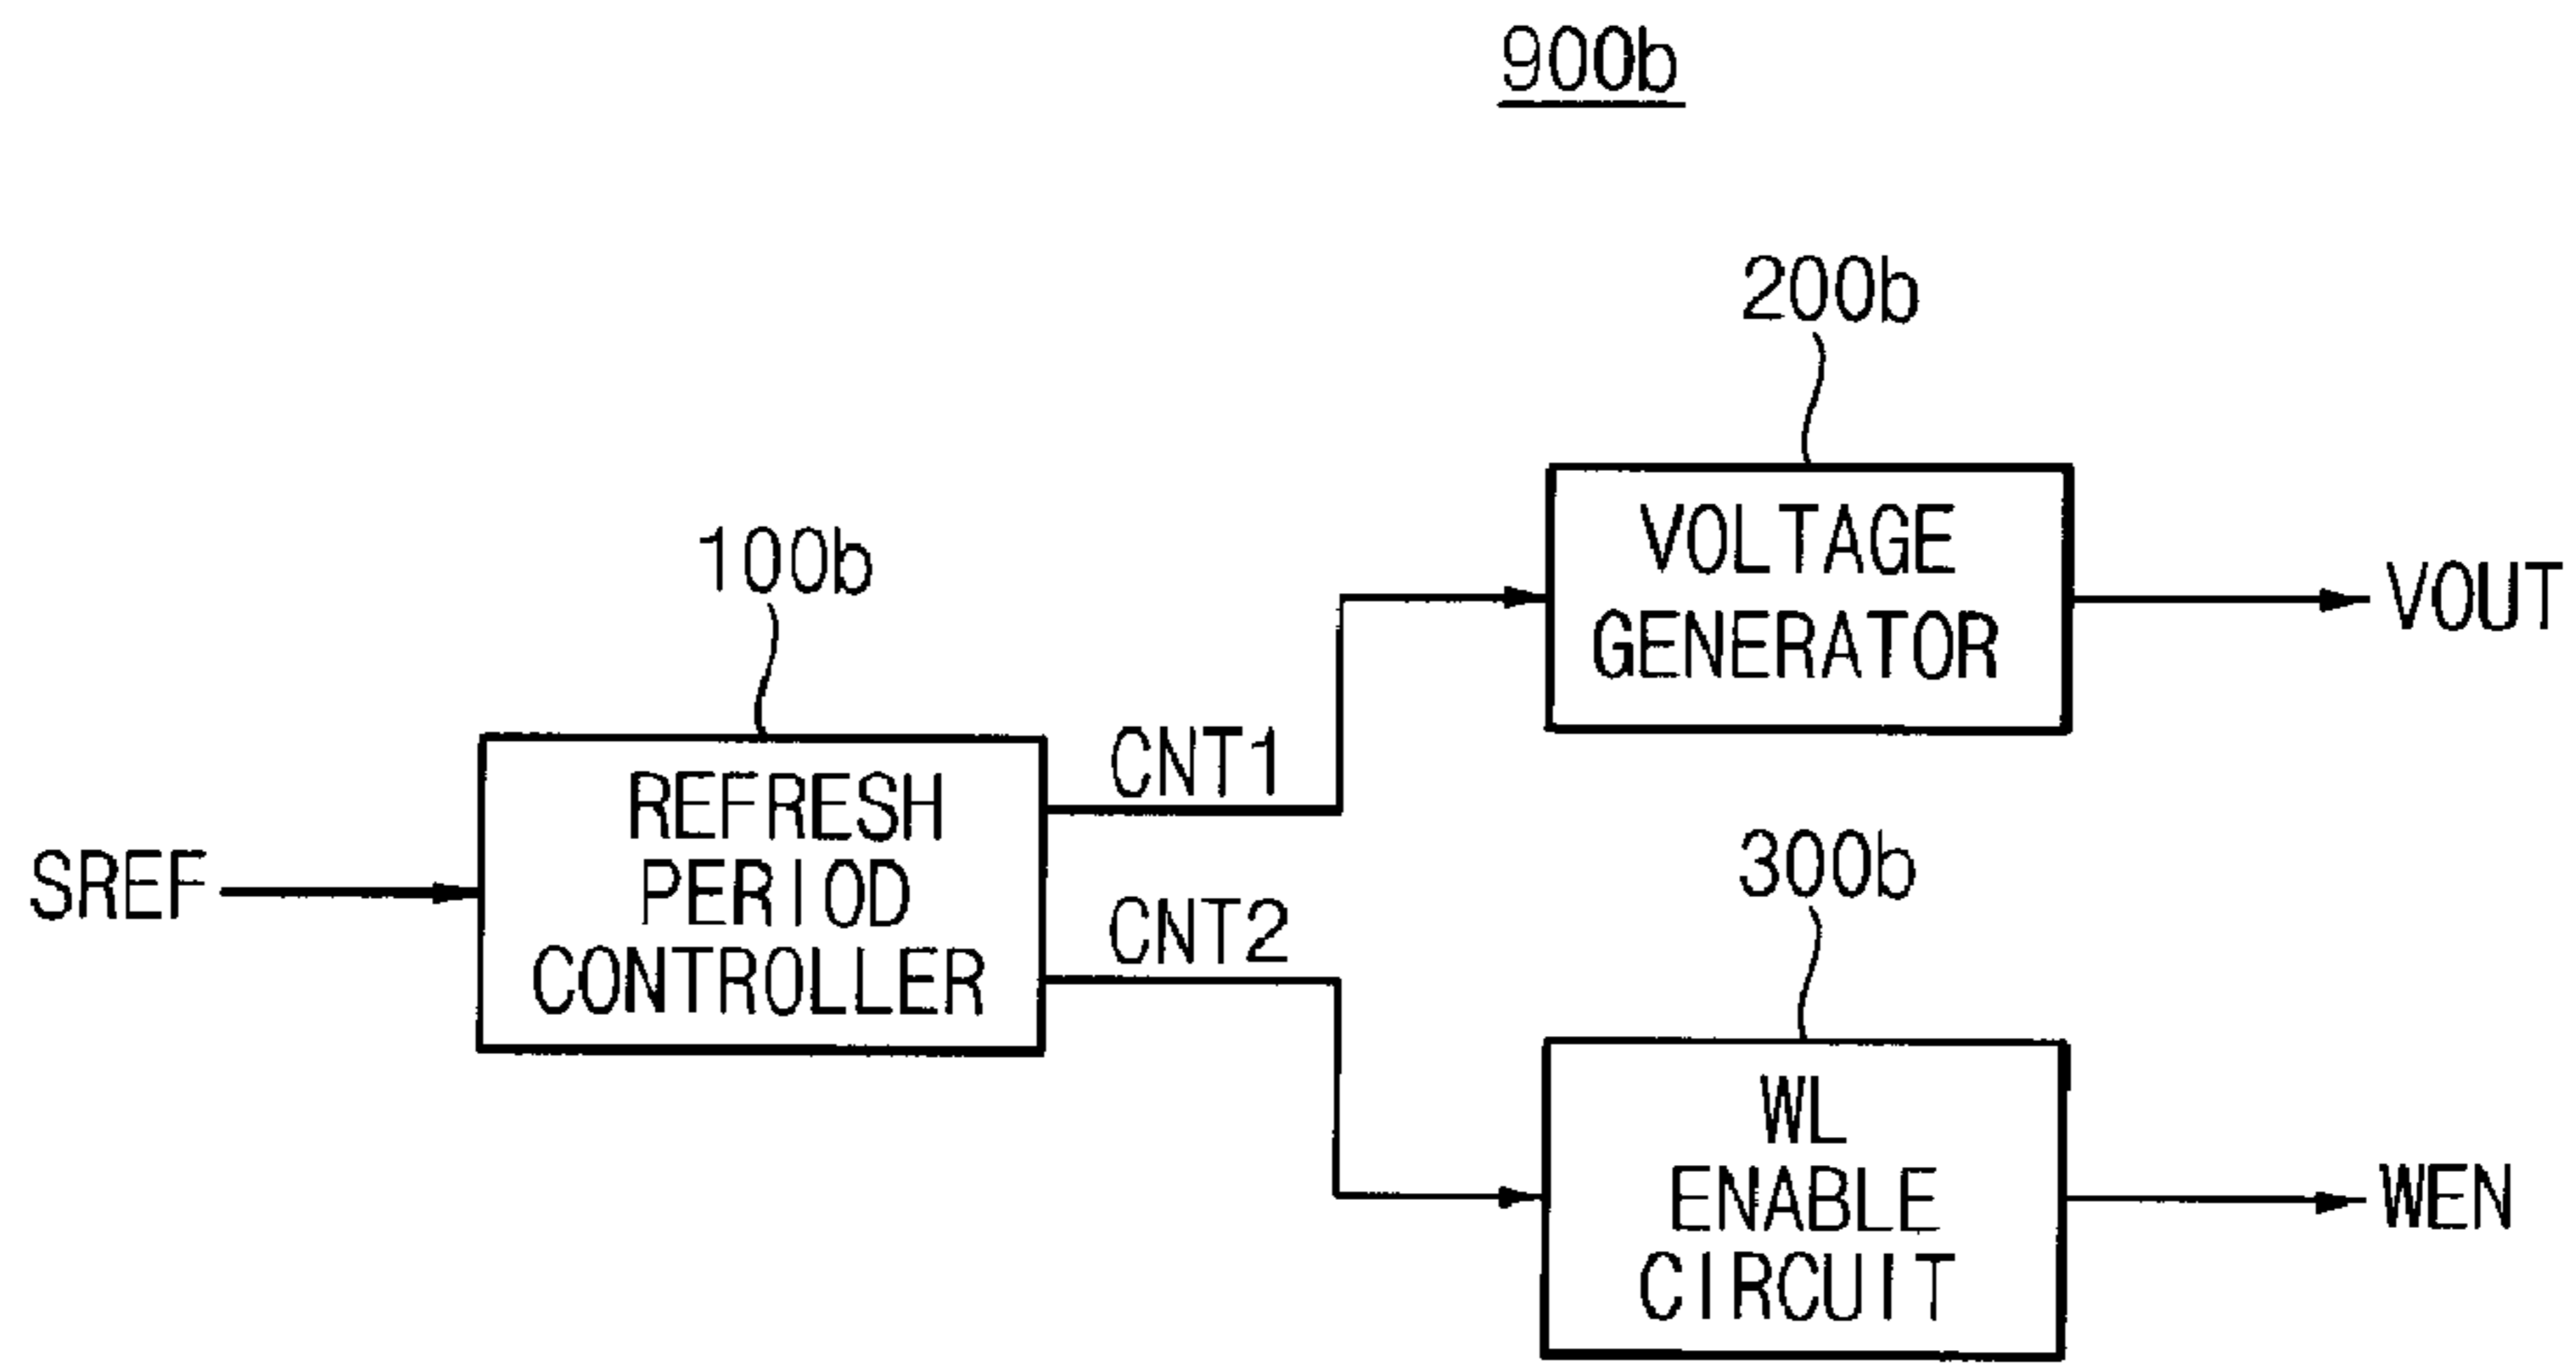 900b
200b
VOLTAGE
GENERATOR
VOUT
100b
REFRESH
PERIOD
CONTROLLER
SREF
CNT1
CNT2
300b
WL
ENABLE
CIRCUIT
WEN